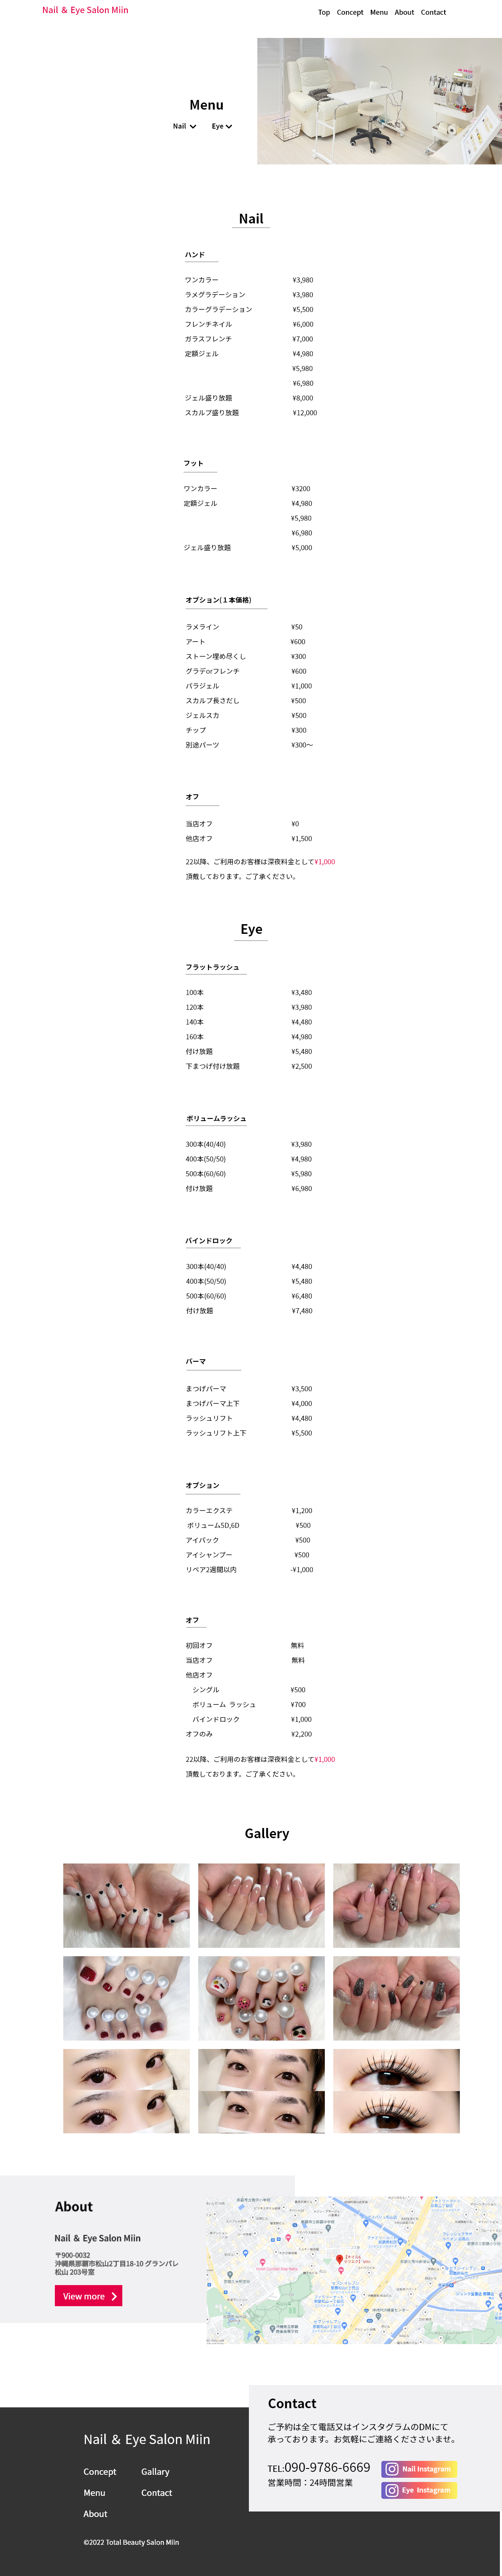 Nail ＆ Eye Salon Miin
Top Concept Menu About Contact
Menu
Nail Eye
Nail
ハンド
ワンカラー ¥3,980
ラメグラデーション ¥3,980
カラーグラデーション ¥5,500
フレンチネイル ¥6,000
ガラスフレンチ ¥7,000
定額ジェル ¥4,980
¥5,980
¥6,980
ジェル盛り放題 ¥8,000
スカルプ盛り放題 ¥12,000
フット
ワンカラー ¥3200
定額ジェル ¥4,980
¥5,980
¥6,980
ジェル盛り放題 ¥5,000
オプション(１本価格)
ラメライン ¥50
アート ¥600
ストーン埋め尽くし ¥300
グラデorフレンチ ¥600
パラジェル ¥1,000
スカルプ長さだし ¥500
ジェルスカ ¥500
チップ ¥300
別途パーツ ¥300～
オフ
当店オフ ¥0
他店オフ ¥1,500
22以降、ご利用のお客様は深夜料金として¥1,000
頂戴しております。ご了承ください。
Eye
フラットラッシュ
100本 ¥3,480
120本 ¥3,980
140本 ¥4,480
160本 ¥4,980
付け放題 ¥5,480
下まつげ付け放題 ¥2,500
ボリュームラッシュ
300本(40/40) ¥3,980
400本(50/50) ¥4,980
500本(60/60) ¥5,980
付け放題 ¥6,980
バインドロック
300本(40/40) ¥4,480
400本(50/50) ¥5,480
500本(60/60) ¥6,480
付け放題 ¥7,480
パーマ
まつげパーマ ¥3,500
まつげパーマ上下 ¥4,000
ラッシュリフト ¥4,480
ラッシュリフト上下 ¥5,500
オプション
カラーエクステ ¥1,200
ボリューム5D,6D ¥500
アイパック ¥500
アイシャンプー ¥500
リペア2週間以内 -¥1,000
オフ
初回オフ 無料
当店オフ 無料
他店オフ
シングル ¥500
ボリューム ラッシュ ¥700
バインドロック ¥1,000
オフのみ ¥2,200
22以降、ご利用のお客様は深夜料金として¥1,000
頂戴しております。ご了承ください。
Gallery
About
Nail ＆ Eye Salon Miin
〒900-0032
沖縄県那覇市松山2丁目18-10 グランパレ
松山 203号室
View more
Contact
ご予約は全て電話又はインスタグラムのDMにて
承っております。お気軽にご連絡くださいませ。
TEL:090-9786-6669
営業時間：24時間営業
Nail Instagram
Eye Instagram
Nail ＆ Eye Salon Miin
Concept Gallary
Menu Contact
About
©2022 Total Beauty Salon Miin